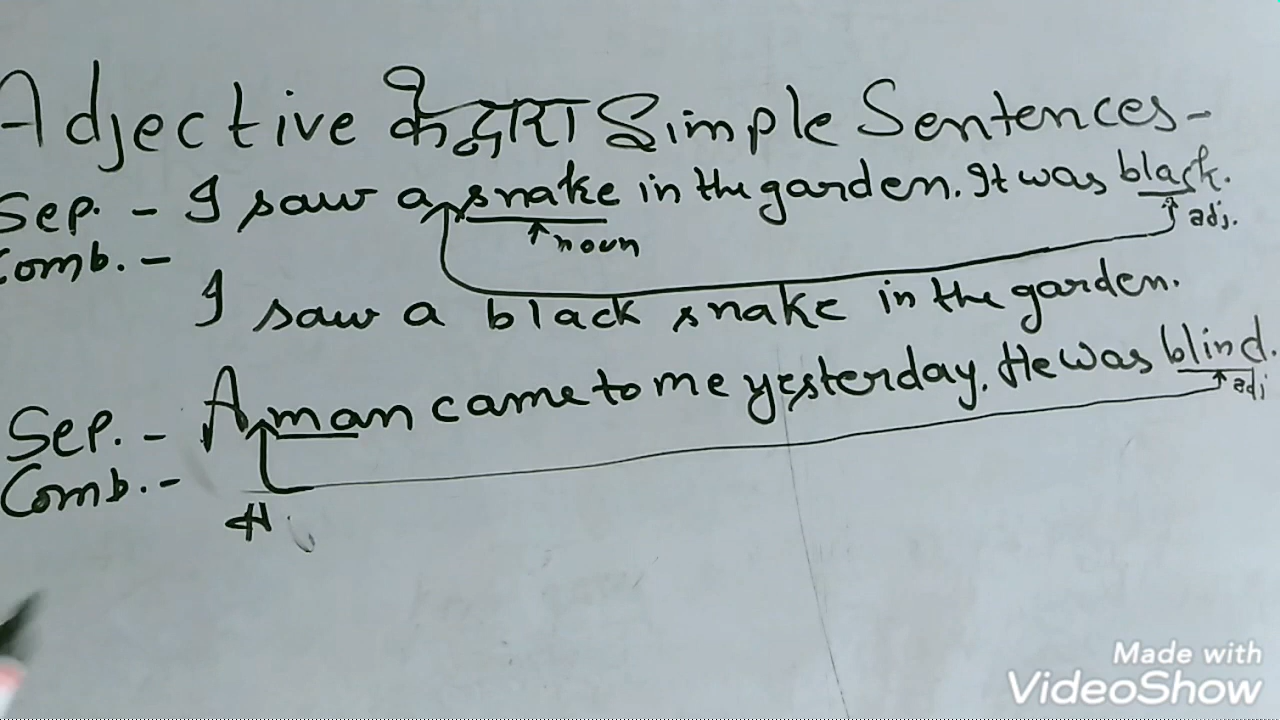 Adjective के द्वारा Simple Sentences-
Sep. - I saw a snake in the garden. It was black.
↑ noun ↑ adj.
Comb. -
I saw a black snake in the garden.
Sep. - A man came to me yesterday. He was blind.
↑ adj
Comb. -
Made with
VideoShow